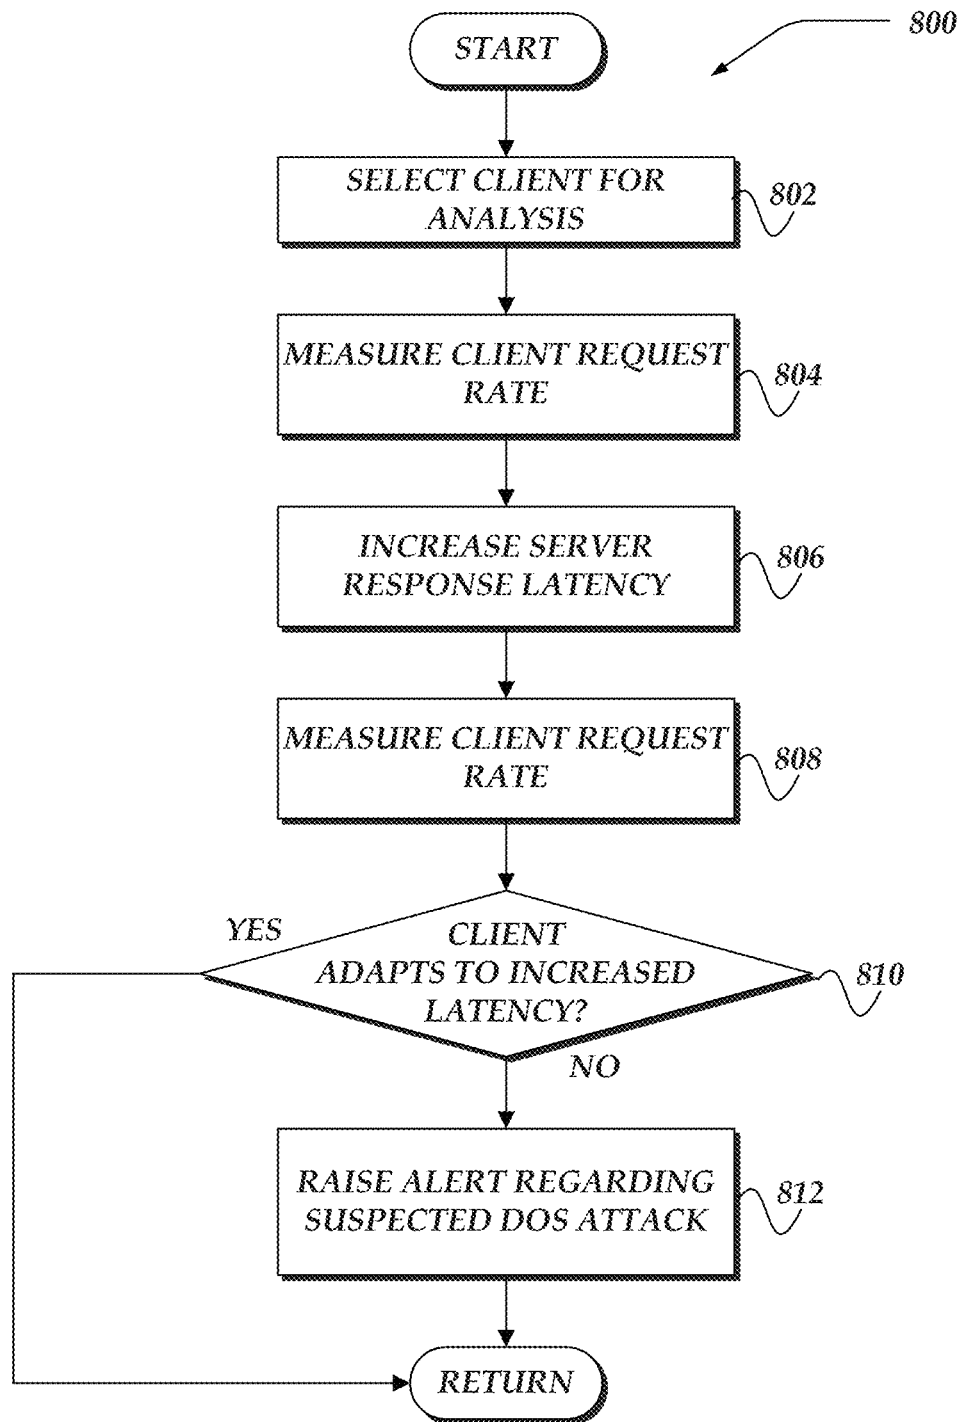 START
800
SELECT CLIENT FOR
ANALYSIS
802
MEASURE CLIENT REQUEST
RATE
804
INCREASE SERVER
RESPONSE LATENCY
806
MEASURE CLIENT REQUEST
RATE
808
YES
CLIENT
ADAPTS TO INCREASED
LATENCY?
810
NO
RAISE ALERT REGARDING
SUSPECTED DOS ATTACK
812
RETURN